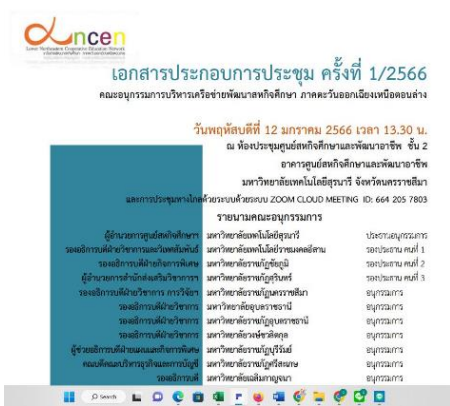 ncen
Lower Northeastern Cooperative Education Network
เอกสารประกอบการประชุม ครั้งที่ 1/2566
คณะอนุกรรมการบริหารเครือข่ายพัฒนาสหกิจศึกษา ภาคตะวันออกเฉียงเหนือตอนล่าง
วันพฤหัสบดีที่ 12 มกราคม 2566 เวลา 13.30 น.
ณ ห้องประชุมศูนย์สหกิจศึกษาและพัฒนาอาชีพ ชั้น 2
อาคารศูนย์สหกิจศึกษาและพัฒนาอาชีพ
มหาวิทยาลัยเทคโนโลยีสุรนารี จังหวัดนครราชสีมา
และการประชุมทางไกลด้วยระบบด้วยระบบ ZOOM CLOUD MEETING ID: 664 205 7803
รายนามคณะอนุกรรมการ
ผู้อำนวยการศูนย์สหกิจศึกษาฯ มหาวิทยาลัยเทคโนโลยีสุรนารี ประธานอนุกรรมการ
รองอธิการบดีฝ่ายวิชาการและวิเทศสัมพันธ์ มหาวิทยาลัยเทคโนโลยีราชมงคลอีสาน รองประธาน คนที่ 1
รองอธิการบดีฝ่ายกิจการพิเศษ มหาวิทยาลัยราชภัฏชัยภูมิ รองประธาน คนที่ 2
ผู้อำนวยการสำนักส่งเสริมวิชาการฯ มหาวิทยาลัยราชภัฏสุรินทร์ รองประธาน คนที่ 3
รองอธิการบดีฝ่ายวิชาการ การวิจัยฯ มหาวิทยาลัยราชภัฏนครราชสีมา อนุกรรมการ
รองอธิการบดีฝ่ายวิชาการ มหาวิทยาลัยอุบลราชธานี อนุกรรมการ
รองอธิการบดีฝ่ายวิชาการ มหาวิทยาลัยราชภัฏอุบลราชธานี อนุกรรมการ
รองอธิการบดีฝ่ายวิชาการ มหาวิทยาลัยวงษ์ชวลิตกุล อนุกรรมการ
ผู้ช่วยอธิการบดีฝ่ายแผนและกิจการพิเศษ มหาวิทยาลัยราชภัฏบุรีรัมย์ อนุกรรมการ
คณบดีคณะบริหารธุรกิจและการบัญชี มหาวิทยาลัยราชภัฏศรีสะเกษ อนุกรรมการ
รองอธิการบดี มหาวิทยาลัยเฉลิมกาญจนา อนุกรรมการ
Search